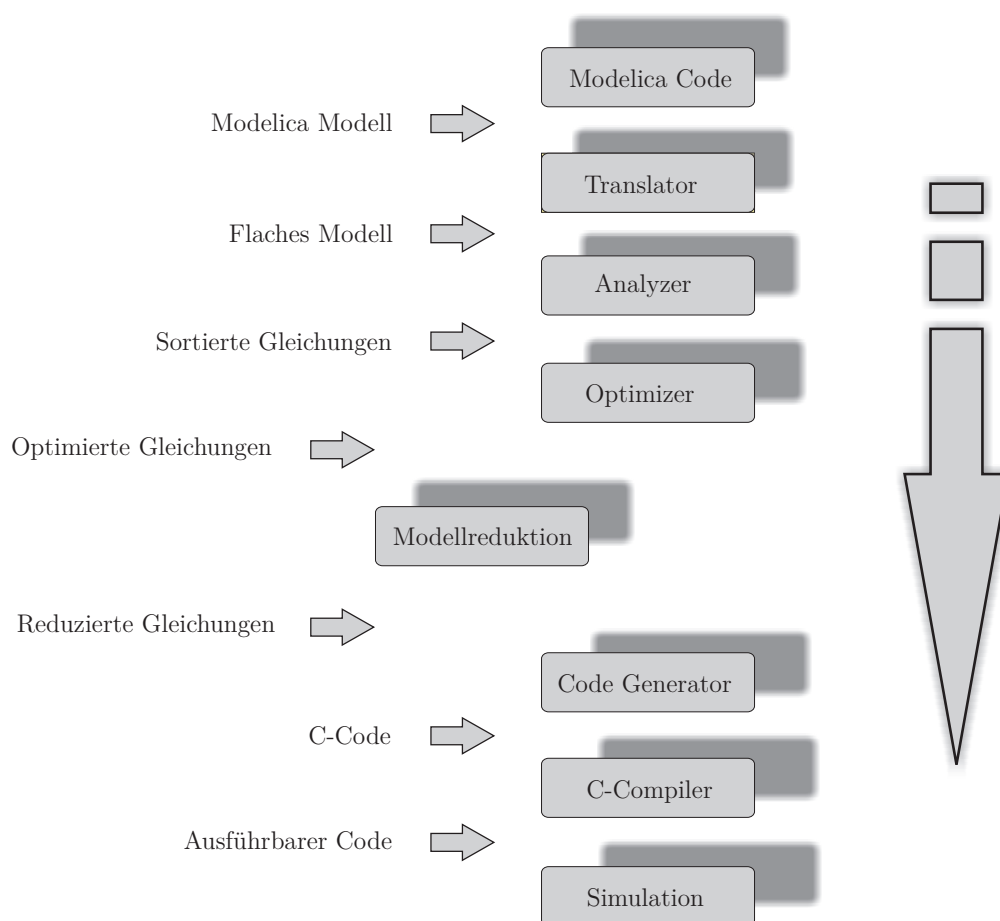 Modelica Code
Modelica Modell
Translator
Flaches Modell
Analyzer
Sortierte Gleichungen
Optimizer
Optimierte Gleichungen
Modellreduktion
Reduzierte Gleichungen
Code Generator
C-Code
C-Compiler
Ausführbarer Code
Simulation